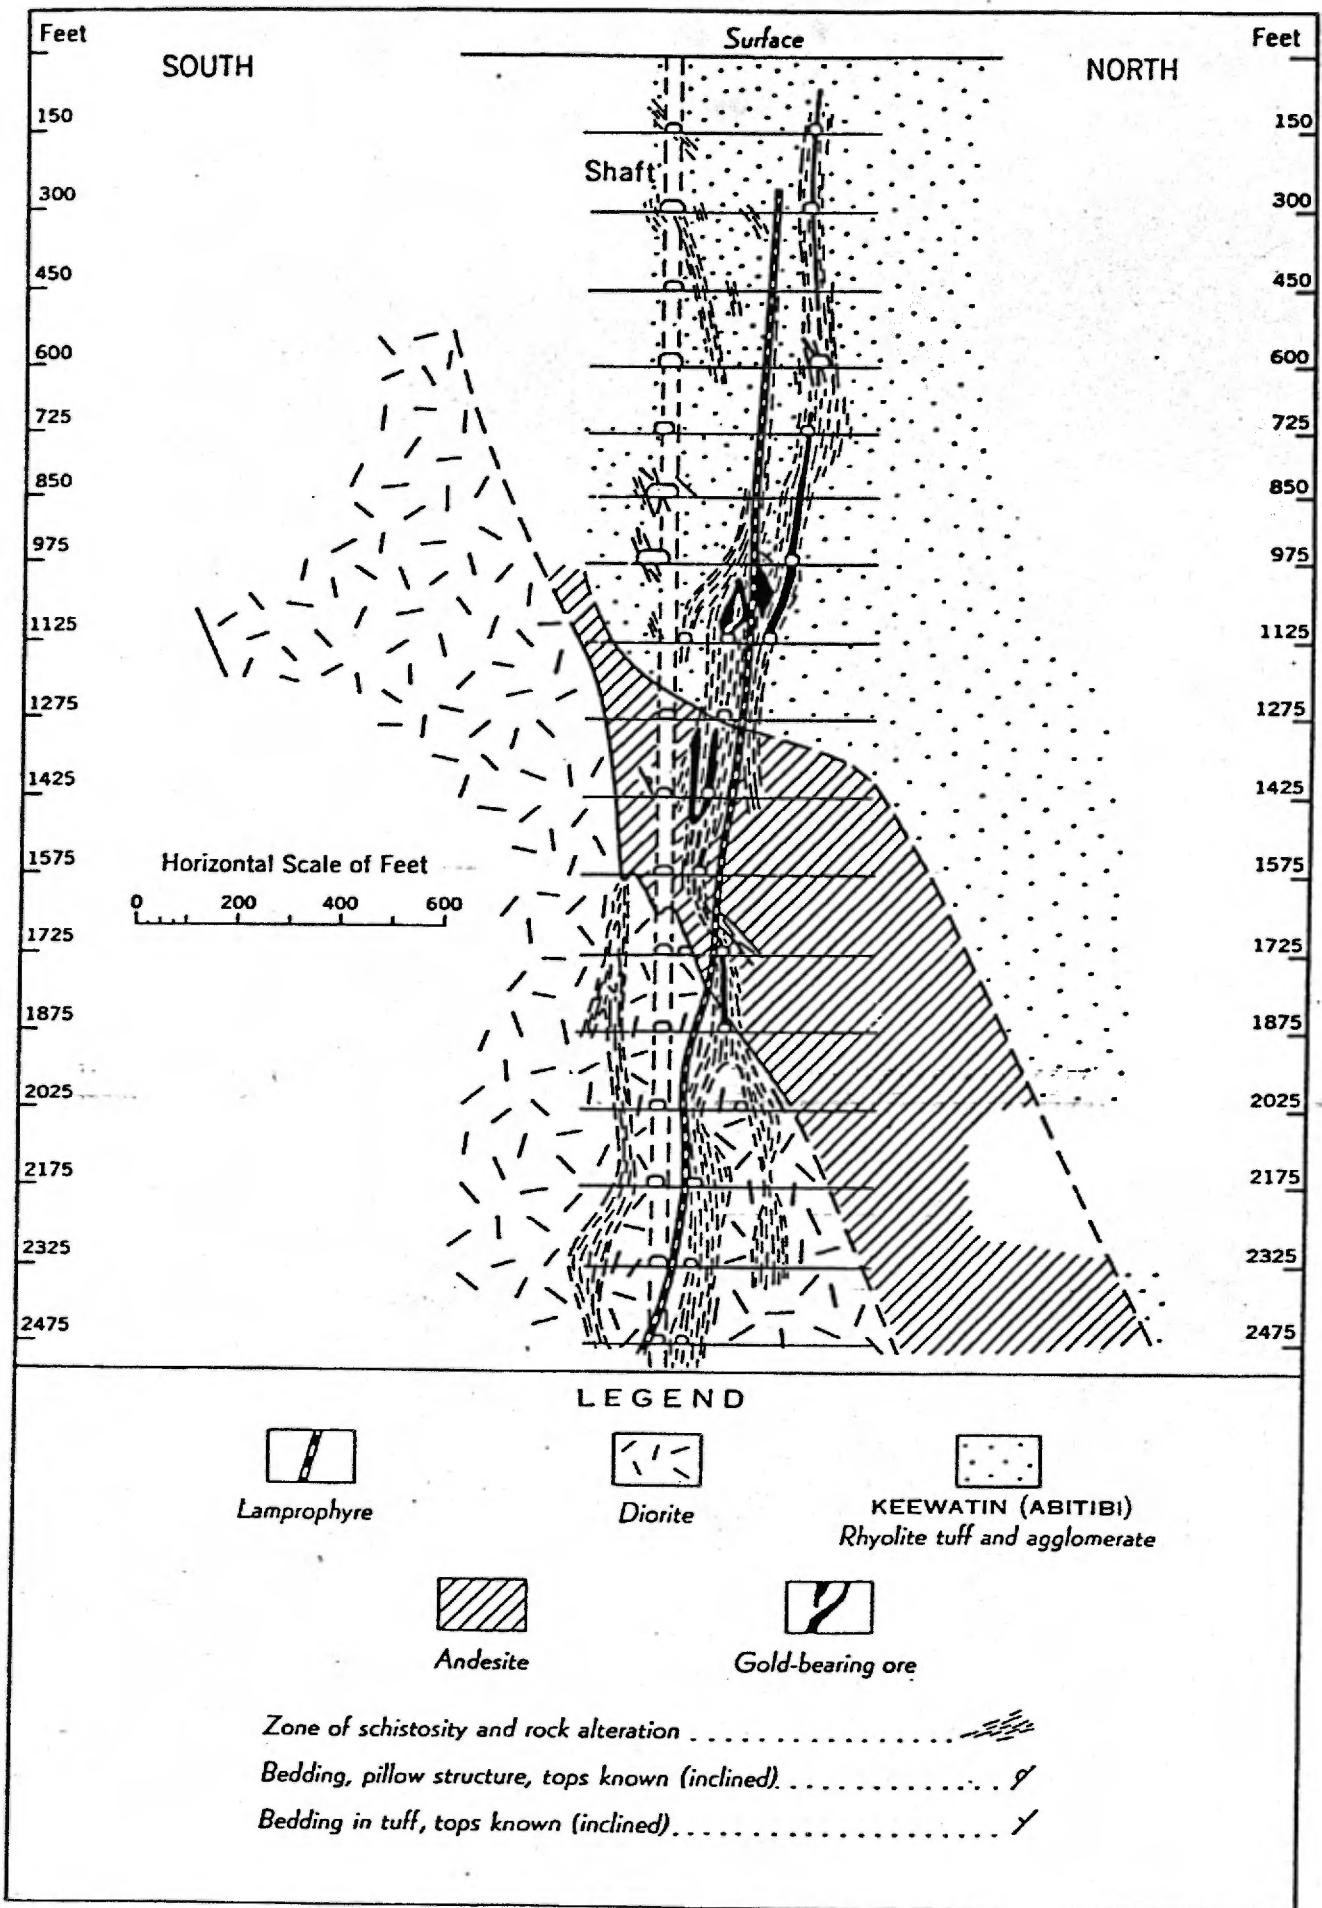 Feet
Surface
Feet
SOUTH
NORTH
150
150
Shaft
300
300
450
450
600
600
725
725
850
850
975
975
1125
1125
1275
1275
1425
1425
Horizontal Scale of Feet
1575
1575
0 200 400 600
1725
1725
1875
1875
2025
2025
2175
2175
2325
2325
2475
2475
LEGEND
Lamprophyre
Diorite
KEEWATIN (ABITIBI)
Rhyolite tuff and agglomerate
Andesite
Gold-bearing ore
Zone of schistosity and rock alteration
Bedding, pillow structure, tops known (inclined)
Bedding in tuff, tops known (inclined)